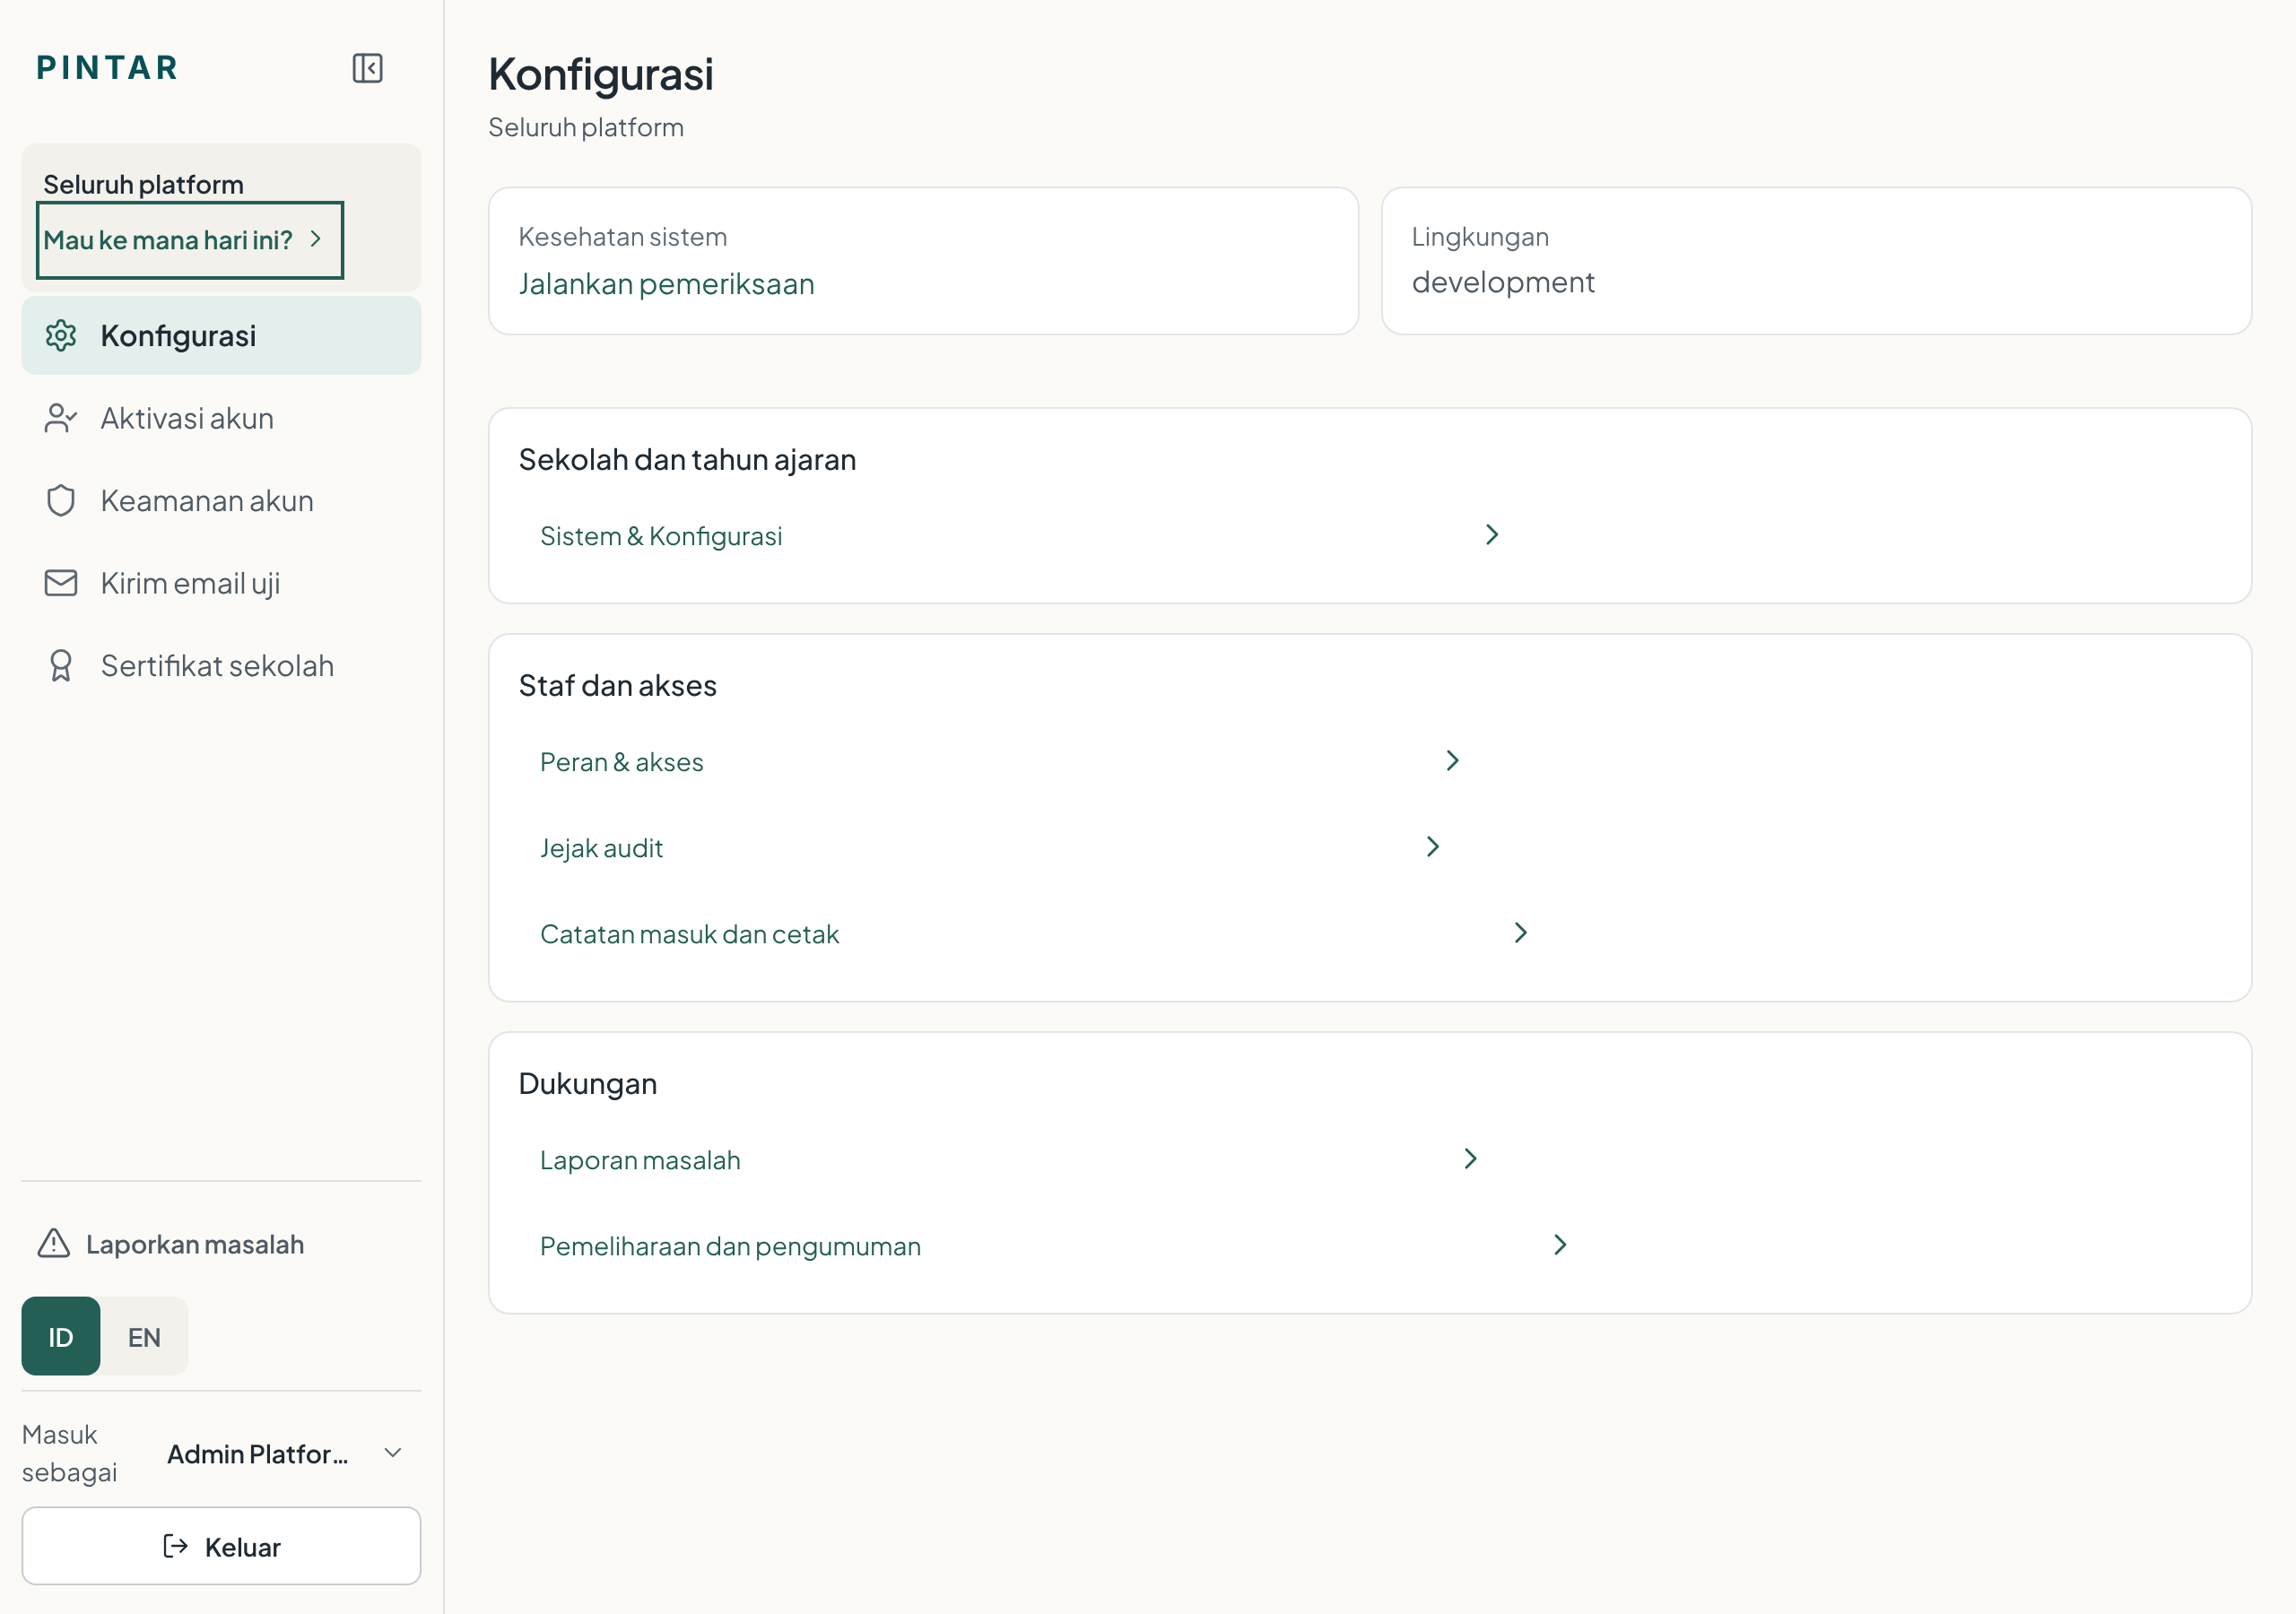 PINTAR
Seluruh platform
Mau ke mana hari ini?
Konfigurasi
Aktivasi akun
Keamanan akun
Kirim email uji
Sertifikat sekolah
Laporkan masalah
ID EN
Masuk sebagai
Admin Platfor...
Keluar
Konfigurasi
Seluruh platform
Kesehatan sistem
Jalankan pemeriksaan
Lingkungan
development
Sekolah dan tahun ajaran
Sistem & Konfigurasi
Staf dan akses
Peran & akses
Jejak audit
Catatan masuk dan cetak
Dukungan
Laporan masalah
Pemeliharaan dan pengumuman